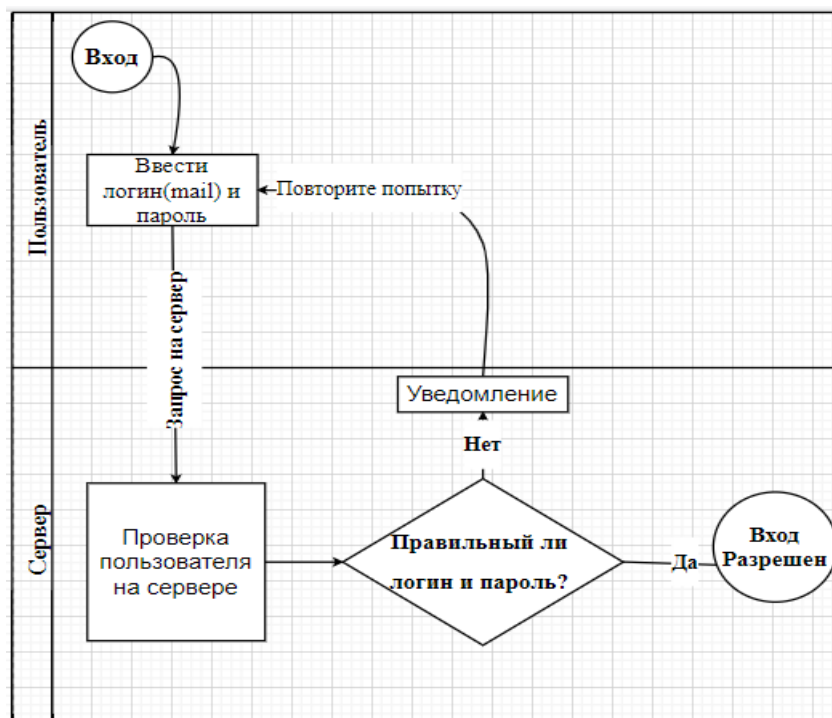 Вход
Пользователь
Ввести
логин(mail) и
пароль
Повторите попытку
Запрос на сервер
Уведомление
Нет
Сервер
Проверка
пользователя
на сервере
Правильный ли
логин и пароль?
Да
Вход
Разрешен